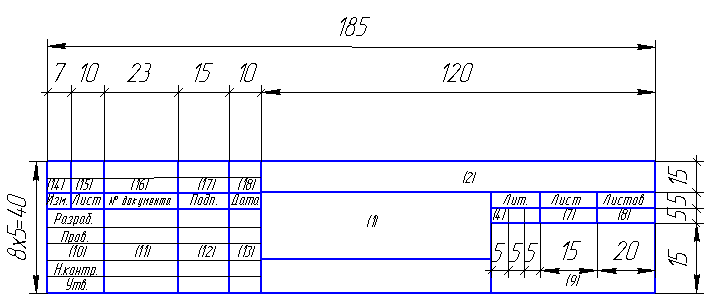 185
7 10 23 15 10 120
(14) (15) (16) (17) (18) (2) 15
Изм. Лист № документа Подп. Дата Лит. Лист Листов 5
8x5=40
Разраб. (4) (7) (8) 5
Пров. (1)
(10) (11) (12) (13) 5 5 5 15 20 15
Н.контр.
Утв. (9)